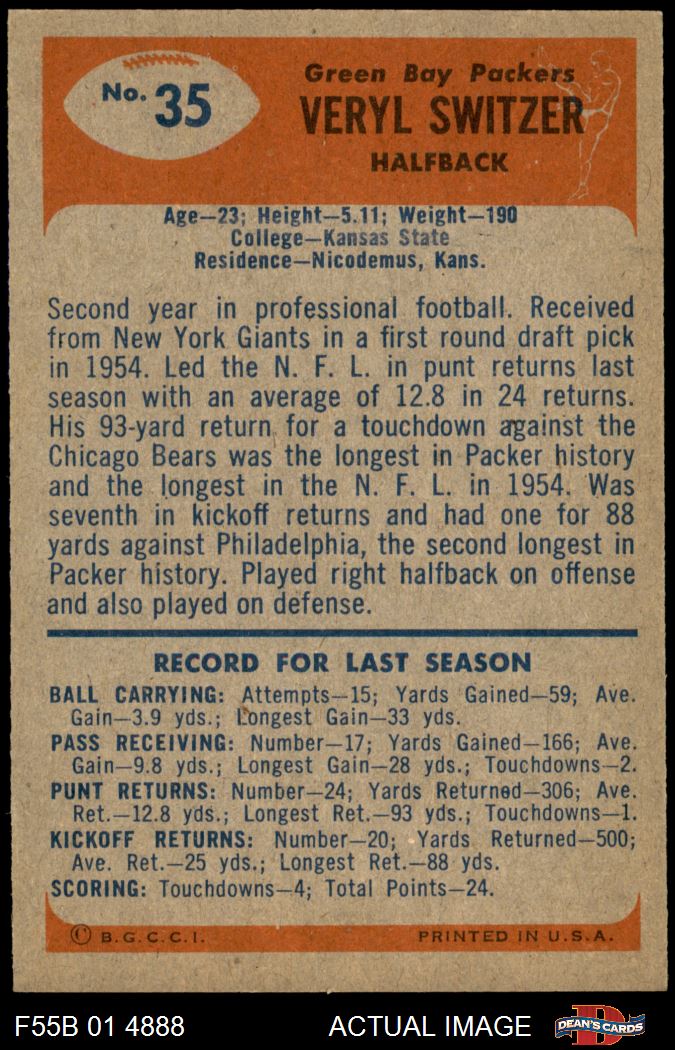 No. 35
Green Bay Packers
VERYL SWITZER
HALFBACK
Age—23; Height—5.11; Weight—190
College—Kansas State
Residence—Nicodemus, Kans.
Second year in professional football. Received
from New York Giants in a first round draft pick
in 1954. Led the N. F. L. in punt returns last
season with an average of 12.8 in 24 returns.
His 93-yard return for a touchdown against the
Chicago Bears was the longest in Packer history
and the longest in the N. F. L. in 1954. Was
seventh in kickoff returns and had one for 88
yards against Philadelphia, the second longest in
Packer history. Played right halfback on offense
and also played on defense.
RECORD FOR LAST SEASON
BALL CARRYING: Attempts—15; Yards Gained—59; Ave.
Gain—3.9 yds.; Longest Gain—33 yds.
PASS RECEIVING: Number—17; Yards Gained—166; Ave.
Gain—9.8 yds.; Longest Gain—28 yds.; Touchdowns—2.
PUNT RETURNS: Number—24; Yards Returned—306; Ave.
Ret.—12.8 yds.; Longest Ret.—93 yds.; Touchdowns—1.
KICKOFF RETURNS: Number—20; Yards Returned—500;
Ave. Ret.—25 yds.; Longest Ret.—88 yds.
SCORING: Touchdowns—4; Total Points—24.
© B.G.C.C.I. PRINTED IN U.S.A.
F55B 01 4888 ACTUAL IMAGE D DEAN'S CARDS